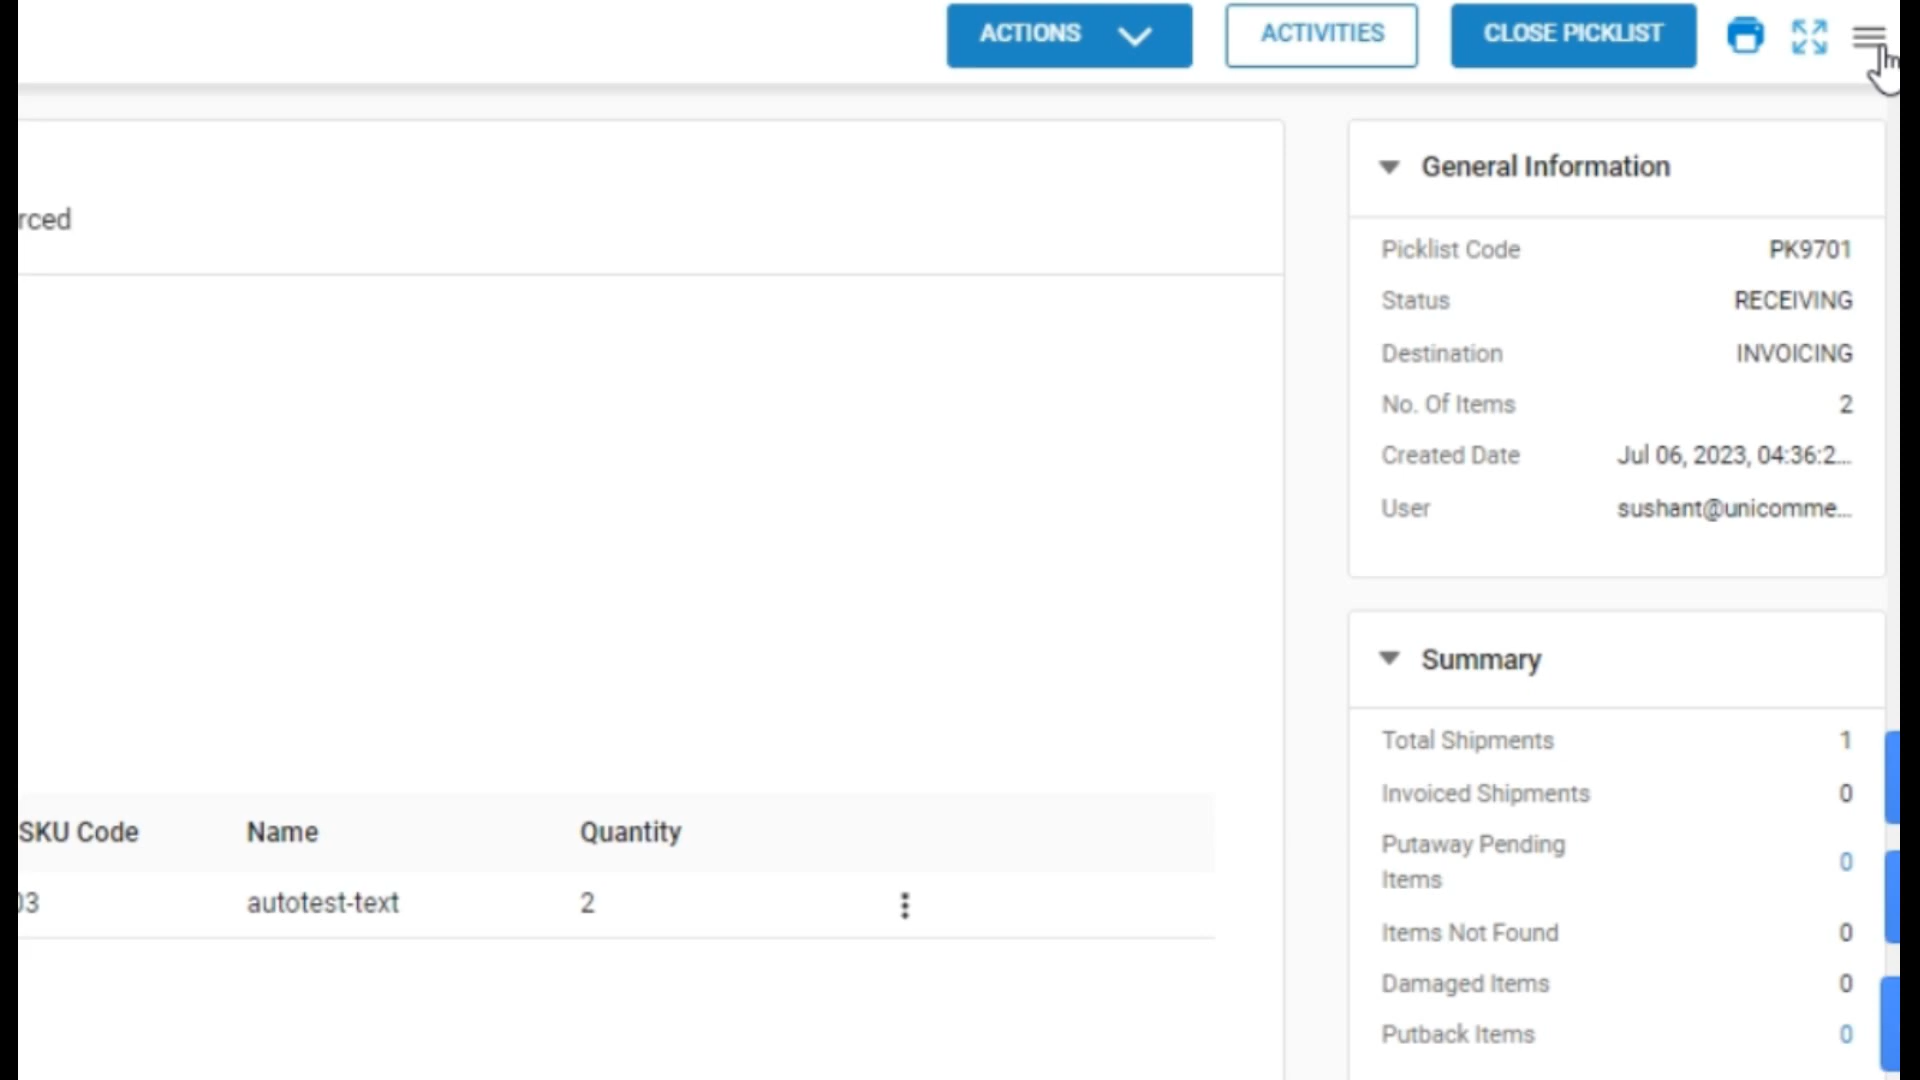 ACTIONS ACTIVITIES CLOSE PICKLIST
General Information
rced
Picklist Code PK9701
Status RECEIVING
Destination INVOICING
No. Of Items 2
Created Date Jul 06, 2023, 04:36:2...
User sushant@unicomme...
Summary
Total Shipments 1
Invoiced Shipments 0
Putaway Pending
Items 0
Items Not Found 0
Damaged Items 0
Putback Items 0
SKU Code Name Quantity
03 autotest-text 2